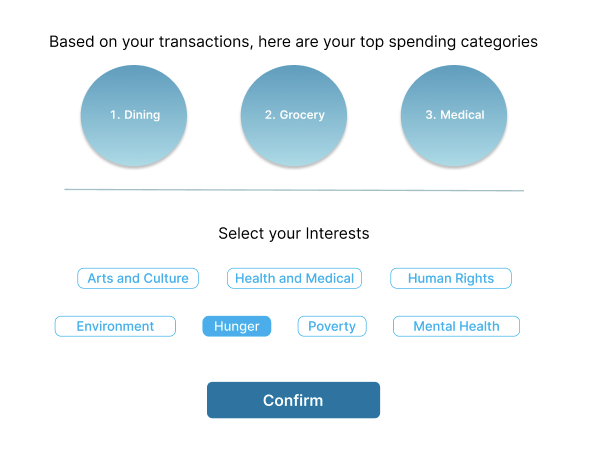 Based on your transactions, here are your top spending categories
1. Dining
2. Grocery
3. Medical
Select your Interests
Arts and Culture
Health and Medical
Human Rights
Environment
Hunger
Poverty
Mental Health
Confirm